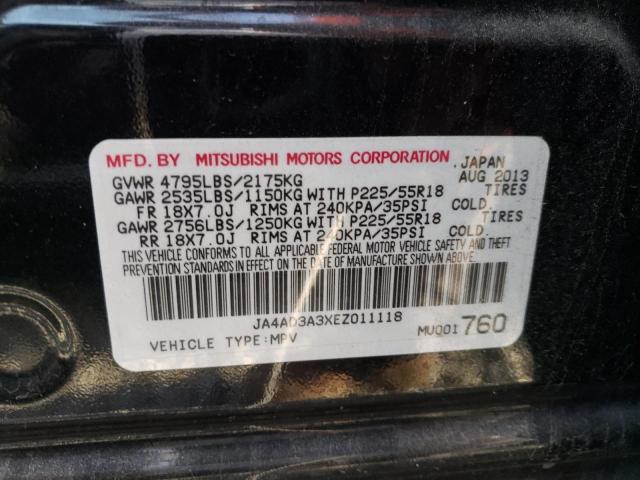 MFD. BY MITSUBISHI MOTORS CORPORATION JAPAN
GVWR 4795LBS/2175KG AUG 2013
GAWR 2535LBS/1150KG WITH P225/55R18 TIRES
FR 18X7.0J RIMS AT 240KPA/35PSI COLD.
GAWR 2756LBS/1250KG WITH P225/55R18 TIRES
RR 18X7.0J RIMS AT 240KPA/35PSI COLD.
THIS VEHICLE CONFORMS TO ALL APPLICABLE FEDERAL MOTOR VEHICLE SAFETY AND THEFT
PREVENTION STANDARDS IN EFFECT ON THE DATE OF MANUFACTURE SHOWN ABOVE.
JA4AD3A3XEZ011118
VEHICLE TYPE:MPV MUQ01 760